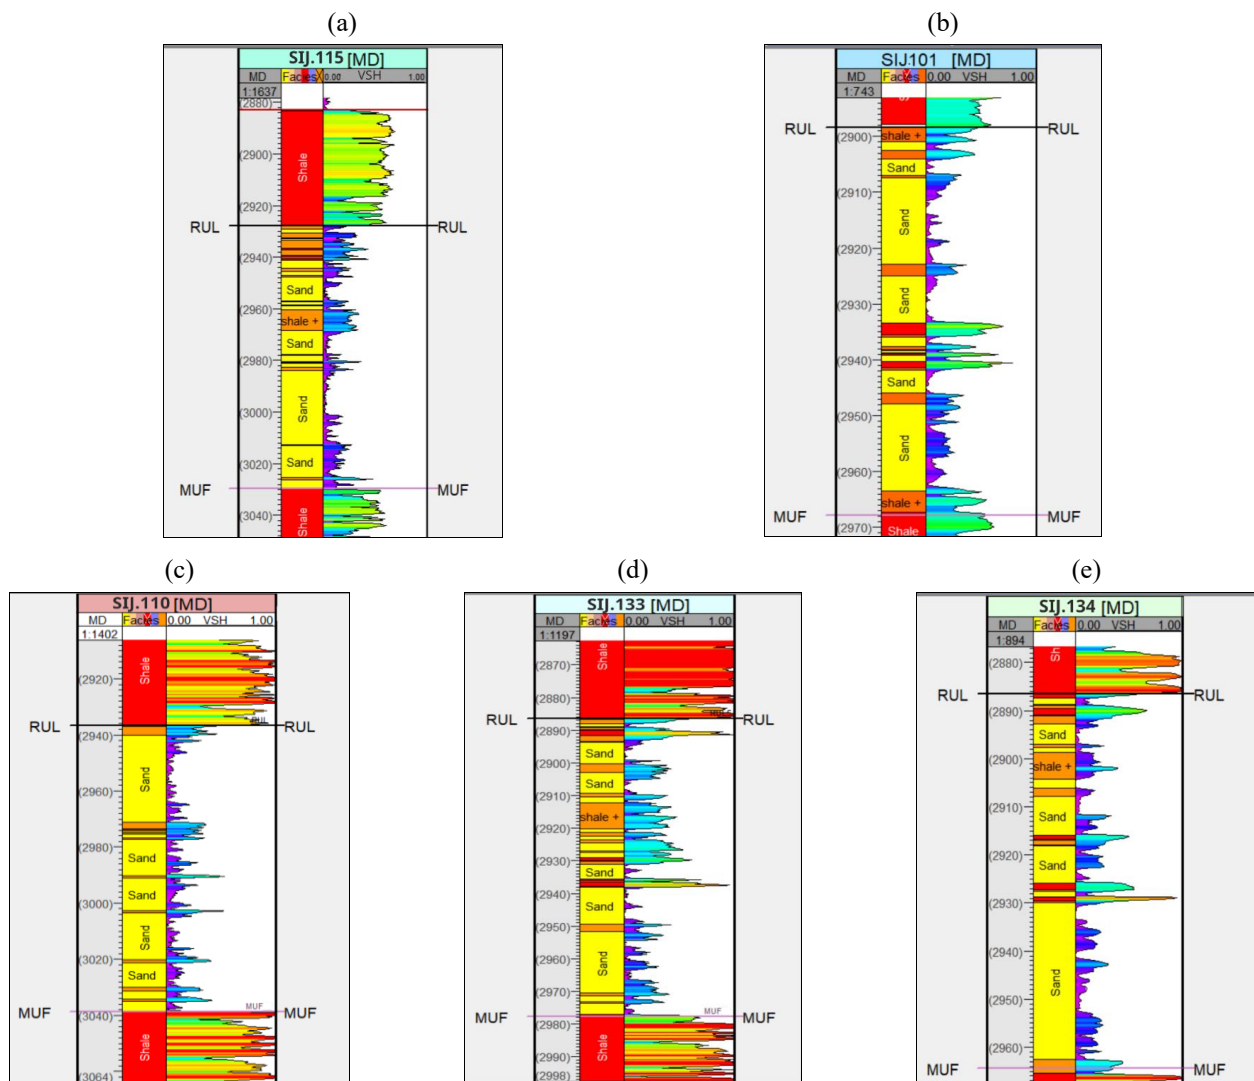 (a)
SIJ.115 [MD]
MD Facies 0.00 VSH 1.00
1:1637
(2880)
(2900)
Shale
(2920)
RUL RUL
(2940)
Sand
(2960)
shale +
Sand
(2980)
Sand
(3000)
Sand
(3020)
MUF MUF
(3040)
Shale
(b)
SIJ101 [MD]
MD Facies 0.00 VSH 1.00
1:743
S
RUL RUL
(2900)
shale +
Sand
(2910)
Sand
(2920)
(2930)
Sand
(2940)
Sand
(2950)
Sand
(2960)
shale +
MUF MUF
(2970)
Shale
(c)
SIJ.110 [MD]
MD Facies 0.00 VSH 1.00
1:1402
Shale
(2920)
RUL RUL
(2940)
Sand
(2960)
(2980)
Sand
(3000)
Sand
Sand
(3020)
Sand
MUF
MUF MUF
(3040)
Shale
(3064)
(d)
SIJ.133 [MD]
MD Facies 0.00 VSH 1.00
1:1197
Shale
(2870)
(2880)
RUL RUL
(2890)
Sand
(2900)
Sand
(2910)
shale +
(2920)
(2930)
Sand
(2940)
Sand
(2950)
(2960)
Sand
(2970)
MUF
MUF MUF
(2980)
(2990)
Shale
(2998)
(e)
SIJ.134 [MD]
MD Facies 0.00 VSH 1.00
1:894
Sh
(2880)
RUL RUL
(2890)
Sand
(2900)
shale +
(2910)
Sand
(2920)
Sand
(2930)
(2940)
Sand
(2950)
(2960)
MUF MUF